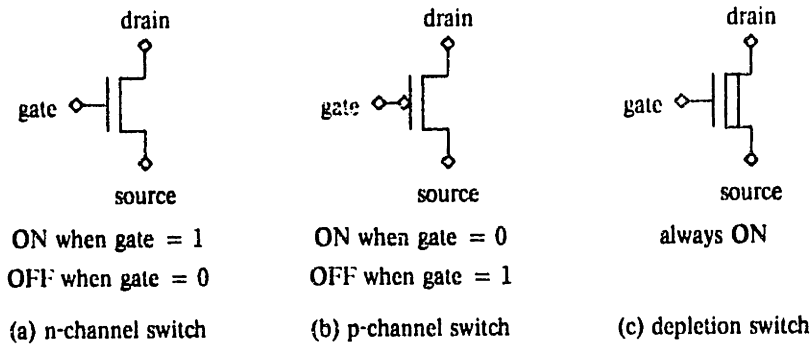 drain drain drain
gate gate gate
source source source
ON when gate = 1 ON when gate = 0 always ON
OFF when gate = 0 OFF when gate = 1
(a) n-channel switch (b) p-channel switch (c) depletion switch